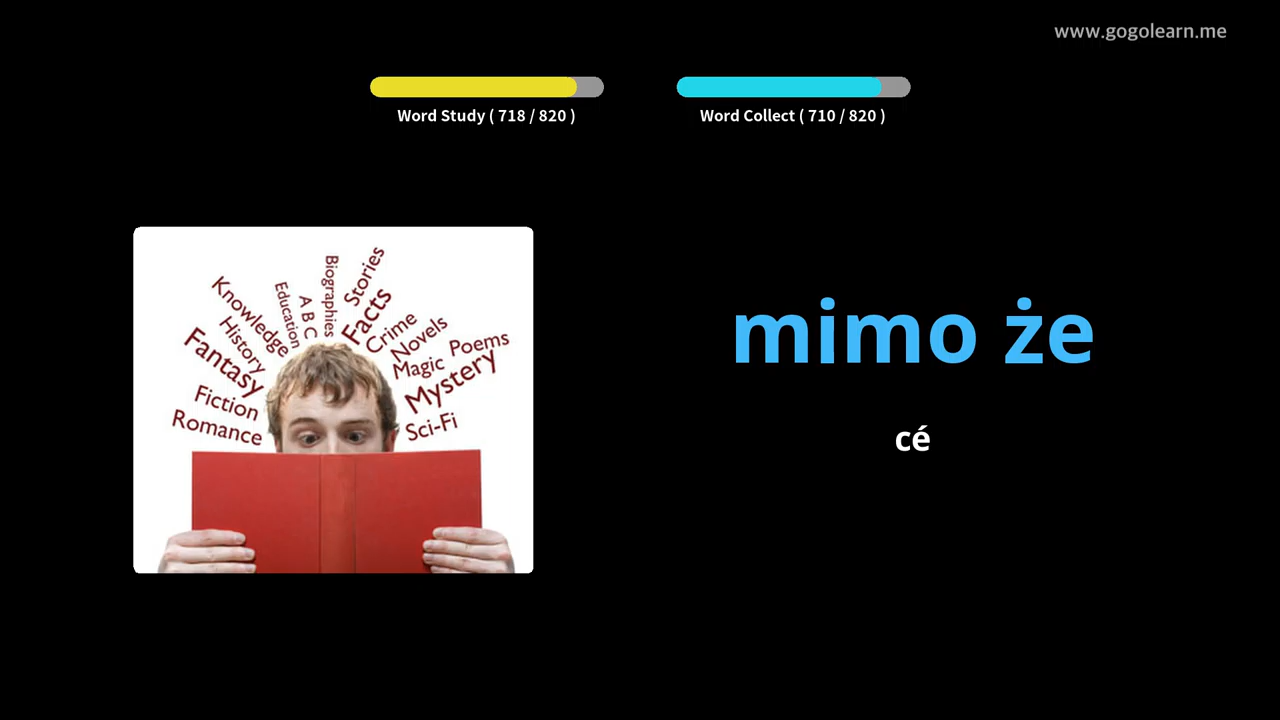 www.gogolearn.me
Word Study ( 718 / 820 )
Word Collect ( 710 / 820 )
Biographies
Stories
Education
A B C
Facts
Knowledge
Crime
History
Novels
Fantasy
Magic
Poems
Mystery
Fiction
Romance
Sci-Fi
mimo że
cé